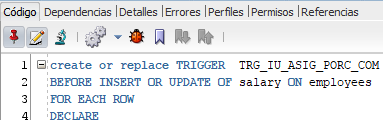 Código Dependencias Detalles Errores Perfiles Permisos Referencias
1 create or replace TRIGGER TRG_IU_ASIG_PORC_COM
2 BEFORE INSERT OR UPDATE OF salary ON employees
3 FOR EACH ROW
4 DECLARE